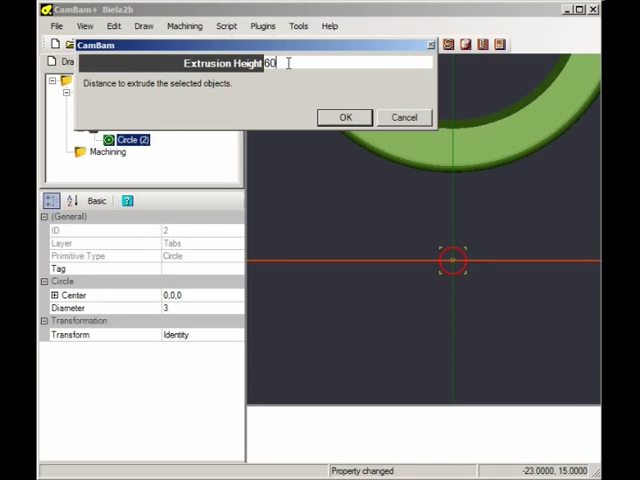 CamBam+ - Biela2b
File View Edit Draw Machining Script Plugins Tools Help
CamBam
Extrusion Height 60
Distance to extrude the selected objects.
OK Cancel
Dra
Circle (2)
Machining
Basic
(General)
ID 2
Layer Tabs
Primitive Type Circle
Tag
Circle
Center 0,0,0
Diameter 3
Transformation
Transform Identity
Property changed -23.0000, 15.0000